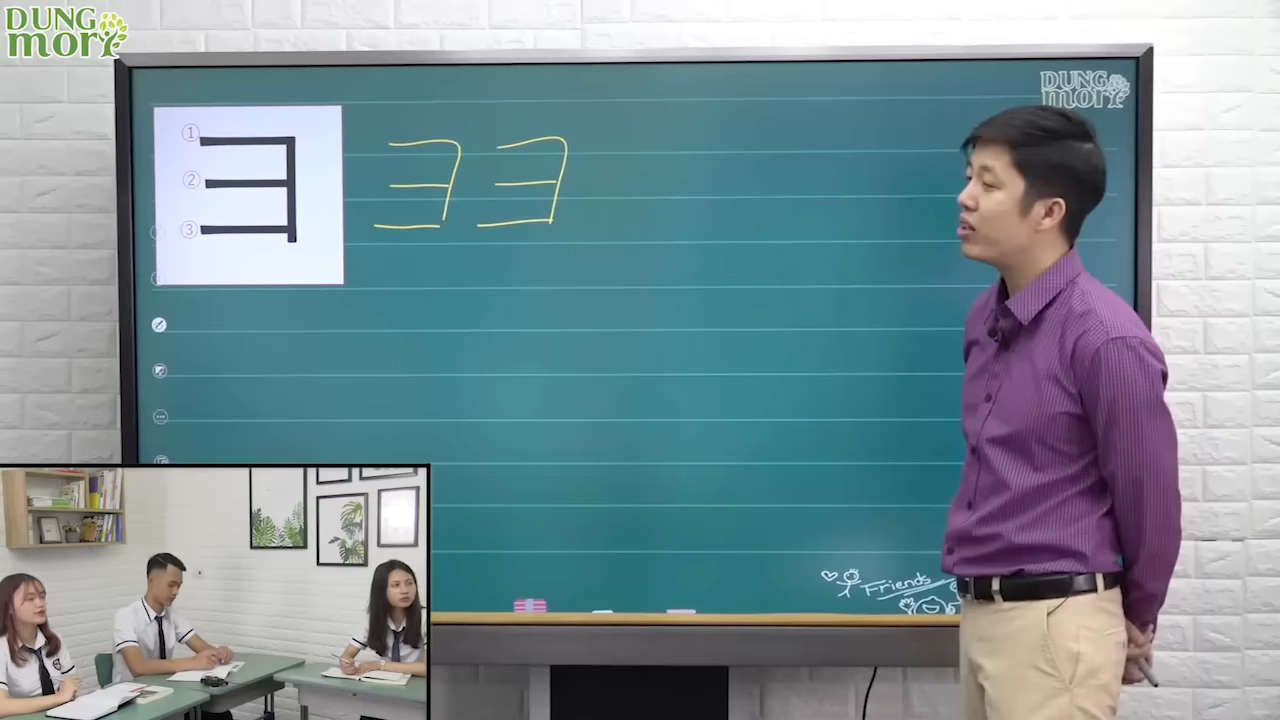 DUNG
mori
DUNG
mori
① ヨ ヨ ヨ
②
③
Friends